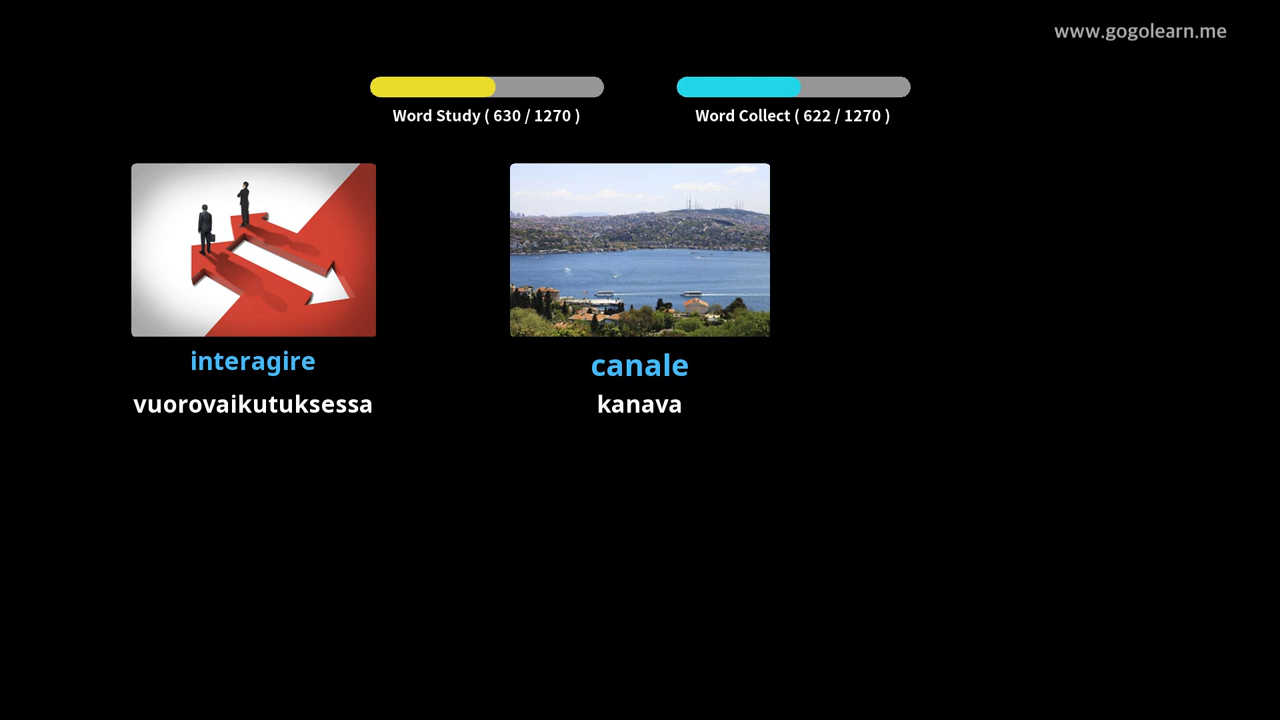 www.gogolearn.me
Word Study ( 630 / 1270 )
Word Collect ( 622 / 1270 )
interagire
vuorovaikutuksessa
canale
kanava